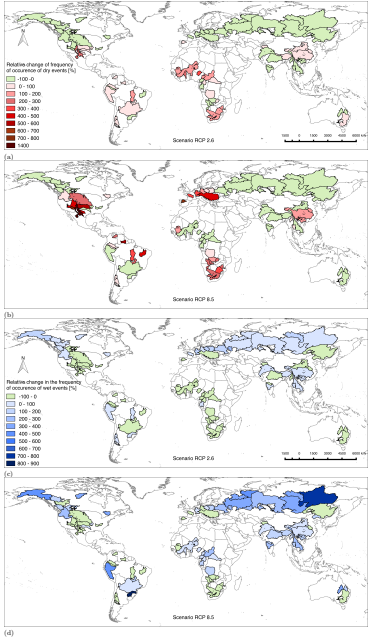 N
Relative change of frequency
of occurence of dry events [%]
-100 - 0
0 - 100
100 - 200
200 - 300
300 - 400
400 - 500
500 - 600
600 - 700
700 - 800
1400
Scenario RCP 2.6
(a)
Scenario RCP 8.5
(b)
N
Relative change in the frequency
of occurence of wet events [%]
-100 - 0
0 - 100
100 - 200
200 - 300
300 - 400
400 - 500
500 - 600
600 - 700
700 - 800
800 - 900
Scenario RCP 2.6
(c)
Scenario RCP 8.5
(d)